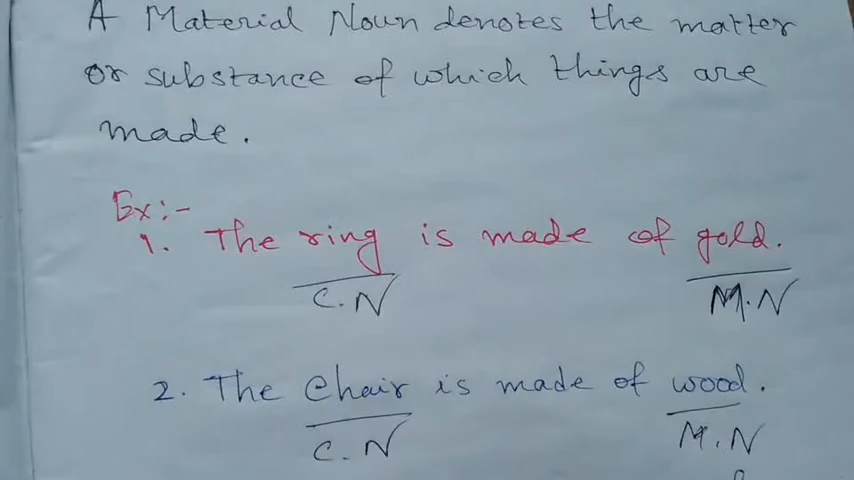 A Material Noun denotes the matter
or substance of which things are
made.
Ex:-
1. The ring is made of gold.
C.N M.N
2. The Chair is made of wood.
C.N M.N